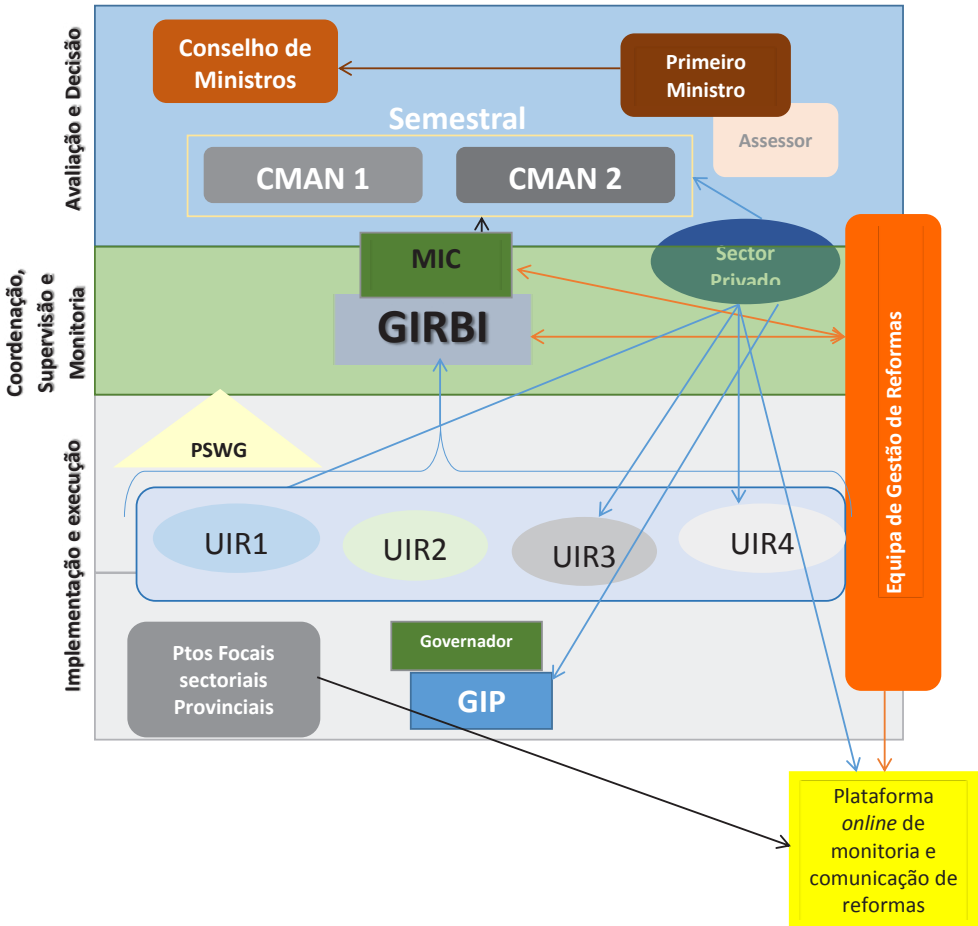 Avaliação e Decisão
Conselho de
Ministros
Primeiro
Ministro
Assessor
Semestral
CMAN 1
CMAN 2
Coordenação,
Supervisão e
Monitoria
MIC
GIRBI
Sector
Privado
Equipa de Gestão de Reformas
Implementação e execução
PSWG
UIR1
UIR2
UIR3
UIR4
Ptos Focais
sectoriais
Provinciais
Governador
GIP
Plataforma
online de
monitoria e
comunicação de
reformas